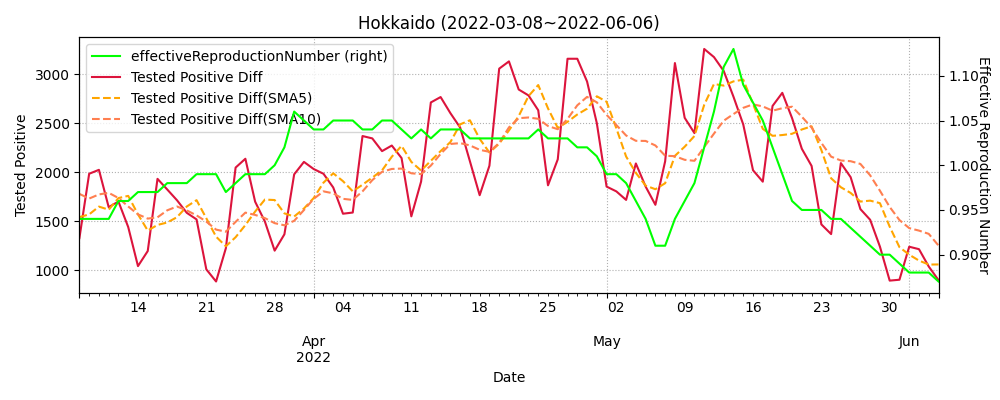 Hokkaido (2022-03-08~2022-06-06)
effectiveReproductionNumber (right)
Tested Positive Diff
Tested Positive Diff(SMA5)
Tested Positive Diff(SMA10)
Tested Positive
3000
2500
2000
1500
1000
1.10
1.05
1.00
0.95
0.90
Effective Reproduction Number
14 21 28 04 11 18 25 02 09 16 23 30
Apr May Jun
2022
Date